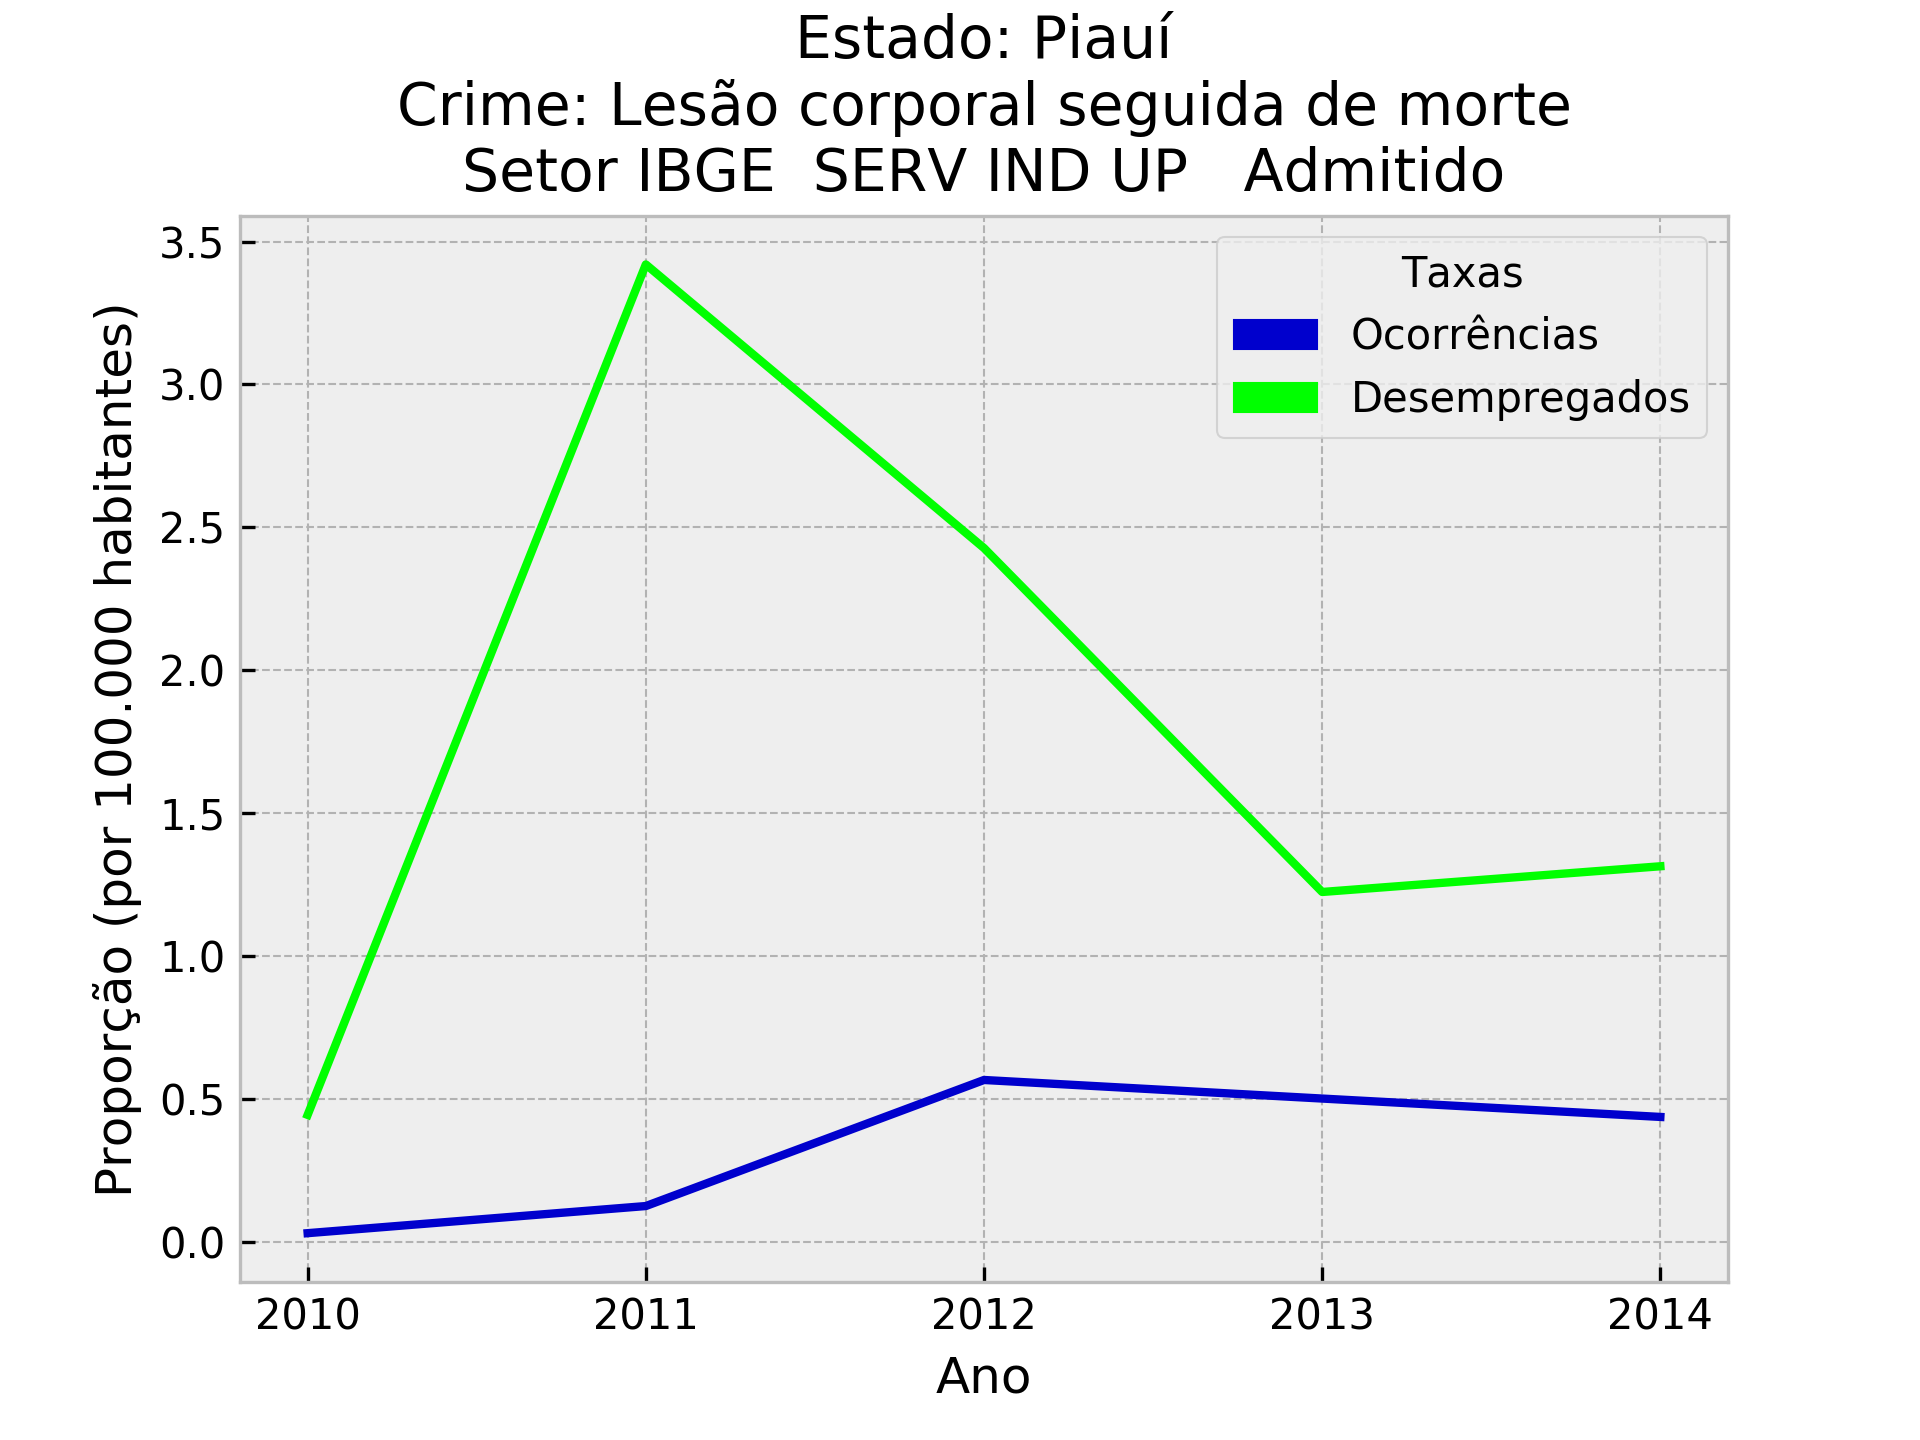 Estado: Piauí
Crime: Lesão corporal seguida de morte
Setor IBGE  SERV IND UP   Admitido
Proporção (por 100.000 habitantes)
3.5
3.0
2.5
2.0
1.5
1.0
0.5
0.0
Taxas
Ocorrências
Desempregados
2010 2011 2012 2013 2014
Ano